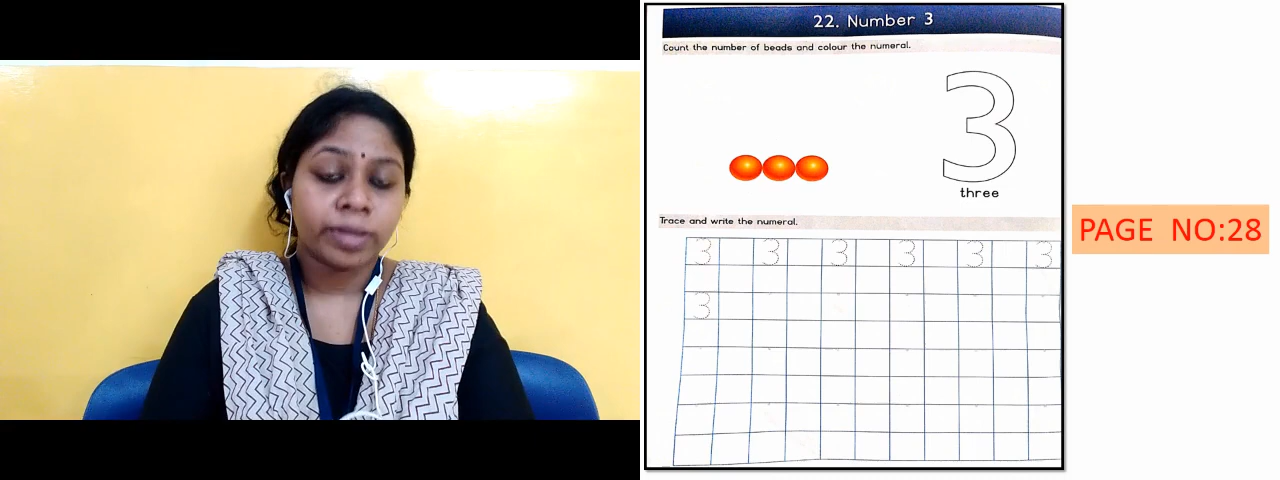 22. Number 3
Count the number of beads and colour the numeral.
3
three
Trace and write the numeral.
3 3 3 3 3 3
3
PAGE NO:28